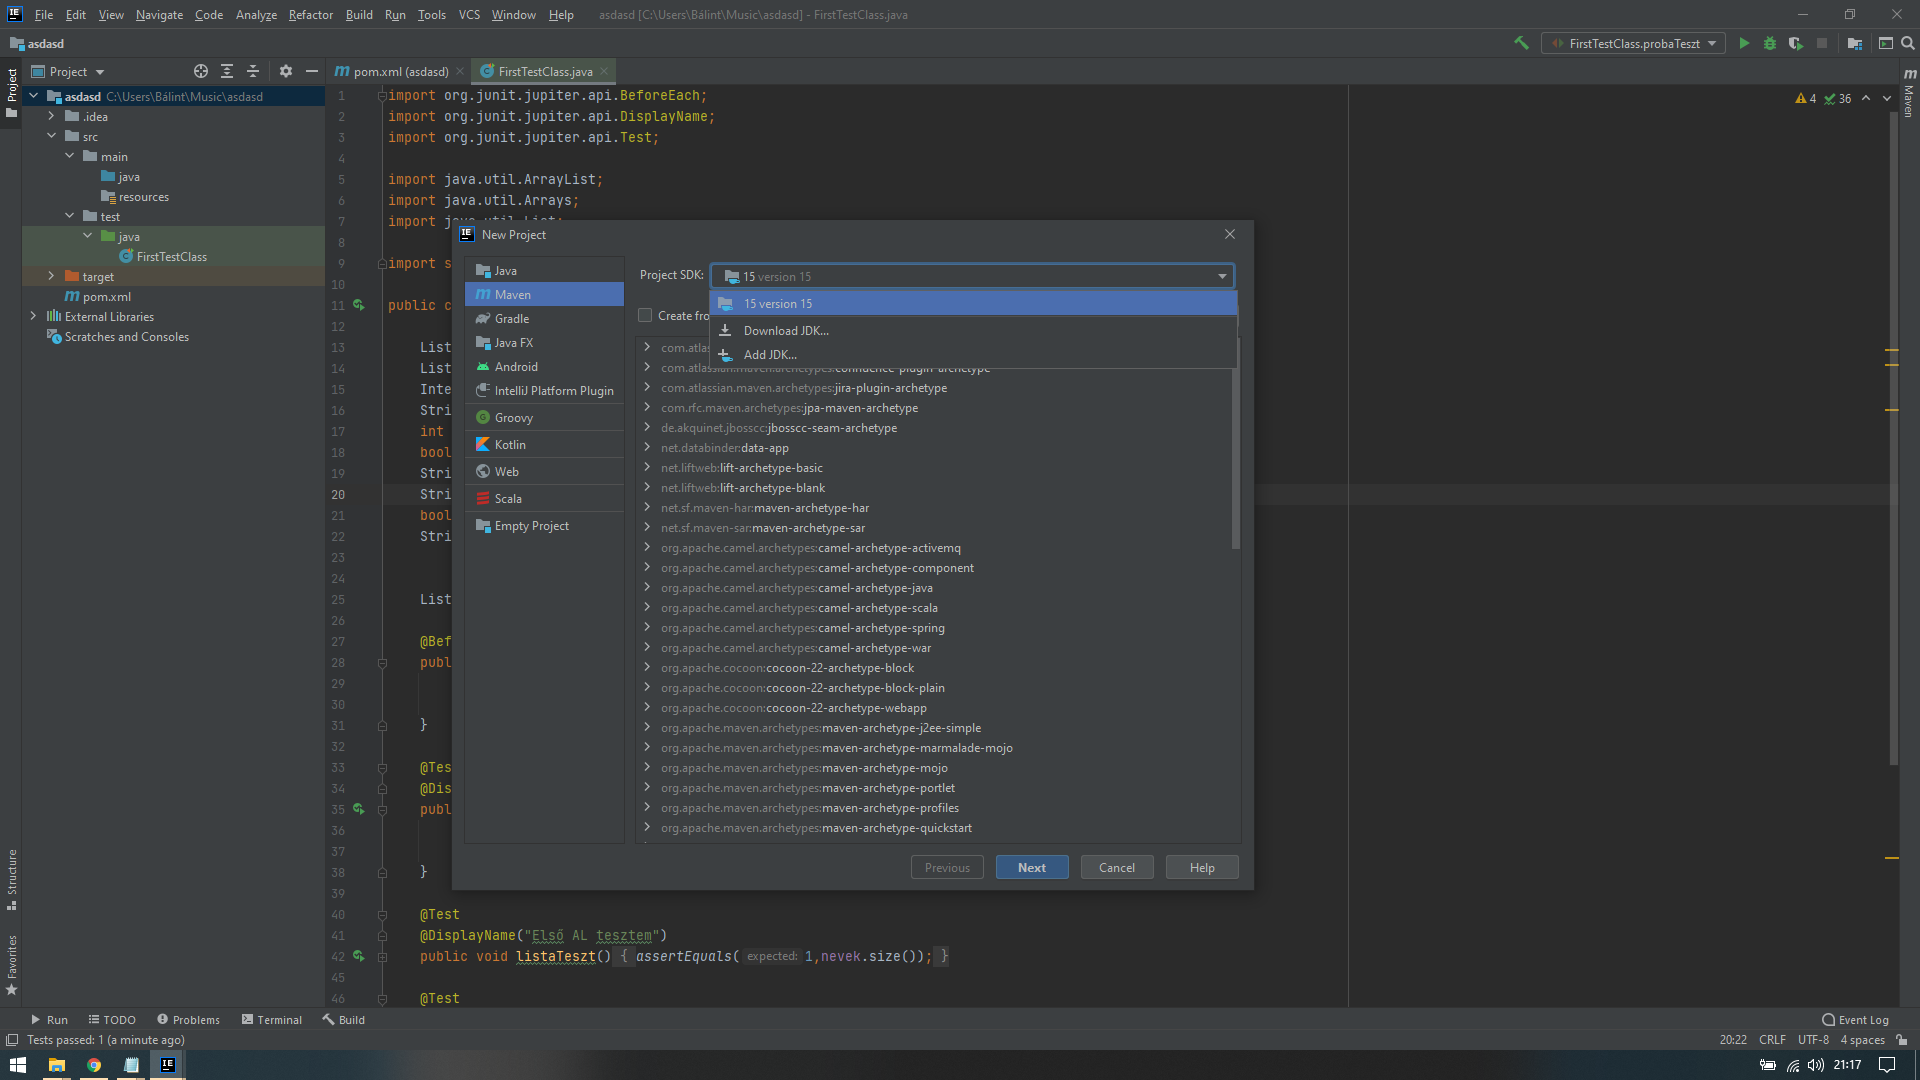 File Edit View Navigate Code Analyze Refactor Build Run Tools VCS Window Help asdasd [C:\Users\Bálint\Music\asdasd] - FirstTestClass.java
asdasd
FirstTestClass.probaTeszt
Project
pom.xml (asdasd)
FirstTestClass.java
Project
Structure
Favorites
asdasd C:\Users\Bálint\Music\asdasd
.idea
src
main
java
resources
test
java
FirstTestClass
target
pom.xml
External Libraries
Scratches and Consoles
4 36
Maven
1 import org.junit.jupiter.api.BeforeEach;
2 import org.junit.jupiter.api.DisplayName;
3 import org.junit.jupiter.api.Test;
4
5 import java.util.ArrayList;
6 import java.util.Arrays;
7 import java.util.List;
8
9 import s
10
11 public c
12
13 List
14 List
15 Inte
16 Stri
17 int
18 bool
19 Stri
20 Stri
21 bool
22 Stri
23
24
25 List
26
27 @Bef
28 publ
29
30
31 }
32
33 @Tes
34 @Dis
35 publ
36
37
38 }
39
40 @Test
41 @DisplayName("Első AL tesztem")
42 public void listaTeszt() { assertEquals( expected: 1,nevek.size()); }
45
46 @Test
New Project
Java
Maven
Gradle
Java FX
Android
IntelliJ Platform Plugin
Groovy
Kotlin
Web
Scala
Empty Project
Project SDK: 15 version 15
15 version 15
Download JDK...
Add JDK...
Create fro
com.atlas
com.atlassian.maven.archetypes:confluence-plugin-archetype
com.atlassian.maven.archetypes:jira-plugin-archetype
com.rfc.maven.archetypes:jpa-maven-archetype
de.akquinet.jbosscc:jbosscc-seam-archetype
net.databinder:data-app
net.liftweb:lift-archetype-basic
net.liftweb:lift-archetype-blank
net.sf.maven-har:maven-archetype-har
net.sf.maven-sar:maven-archetype-sar
org.apache.camel.archetypes:camel-archetype-activemq
org.apache.camel.archetypes:camel-archetype-component
org.apache.camel.archetypes:camel-archetype-java
org.apache.camel.archetypes:camel-archetype-scala
org.apache.camel.archetypes:camel-archetype-spring
org.apache.camel.archetypes:camel-archetype-war
org.apache.cocoon:cocoon-22-archetype-block
org.apache.cocoon:cocoon-22-archetype-block-plain
org.apache.cocoon:cocoon-22-archetype-webapp
org.apache.maven.archetypes:maven-archetype-j2ee-simple
org.apache.maven.archetypes:maven-archetype-marmalade-mojo
org.apache.maven.archetypes:maven-archetype-mojo
org.apache.maven.archetypes:maven-archetype-portlet
org.apache.maven.archetypes:maven-archetype-profiles
org.apache.maven.archetypes:maven-archetype-quickstart
Previous Next Cancel Help
Run TODO Problems Terminal Build Event Log
Tests passed: 1 (a minute ago) 20:22 CRLF UTF-8 4 spaces
21:17